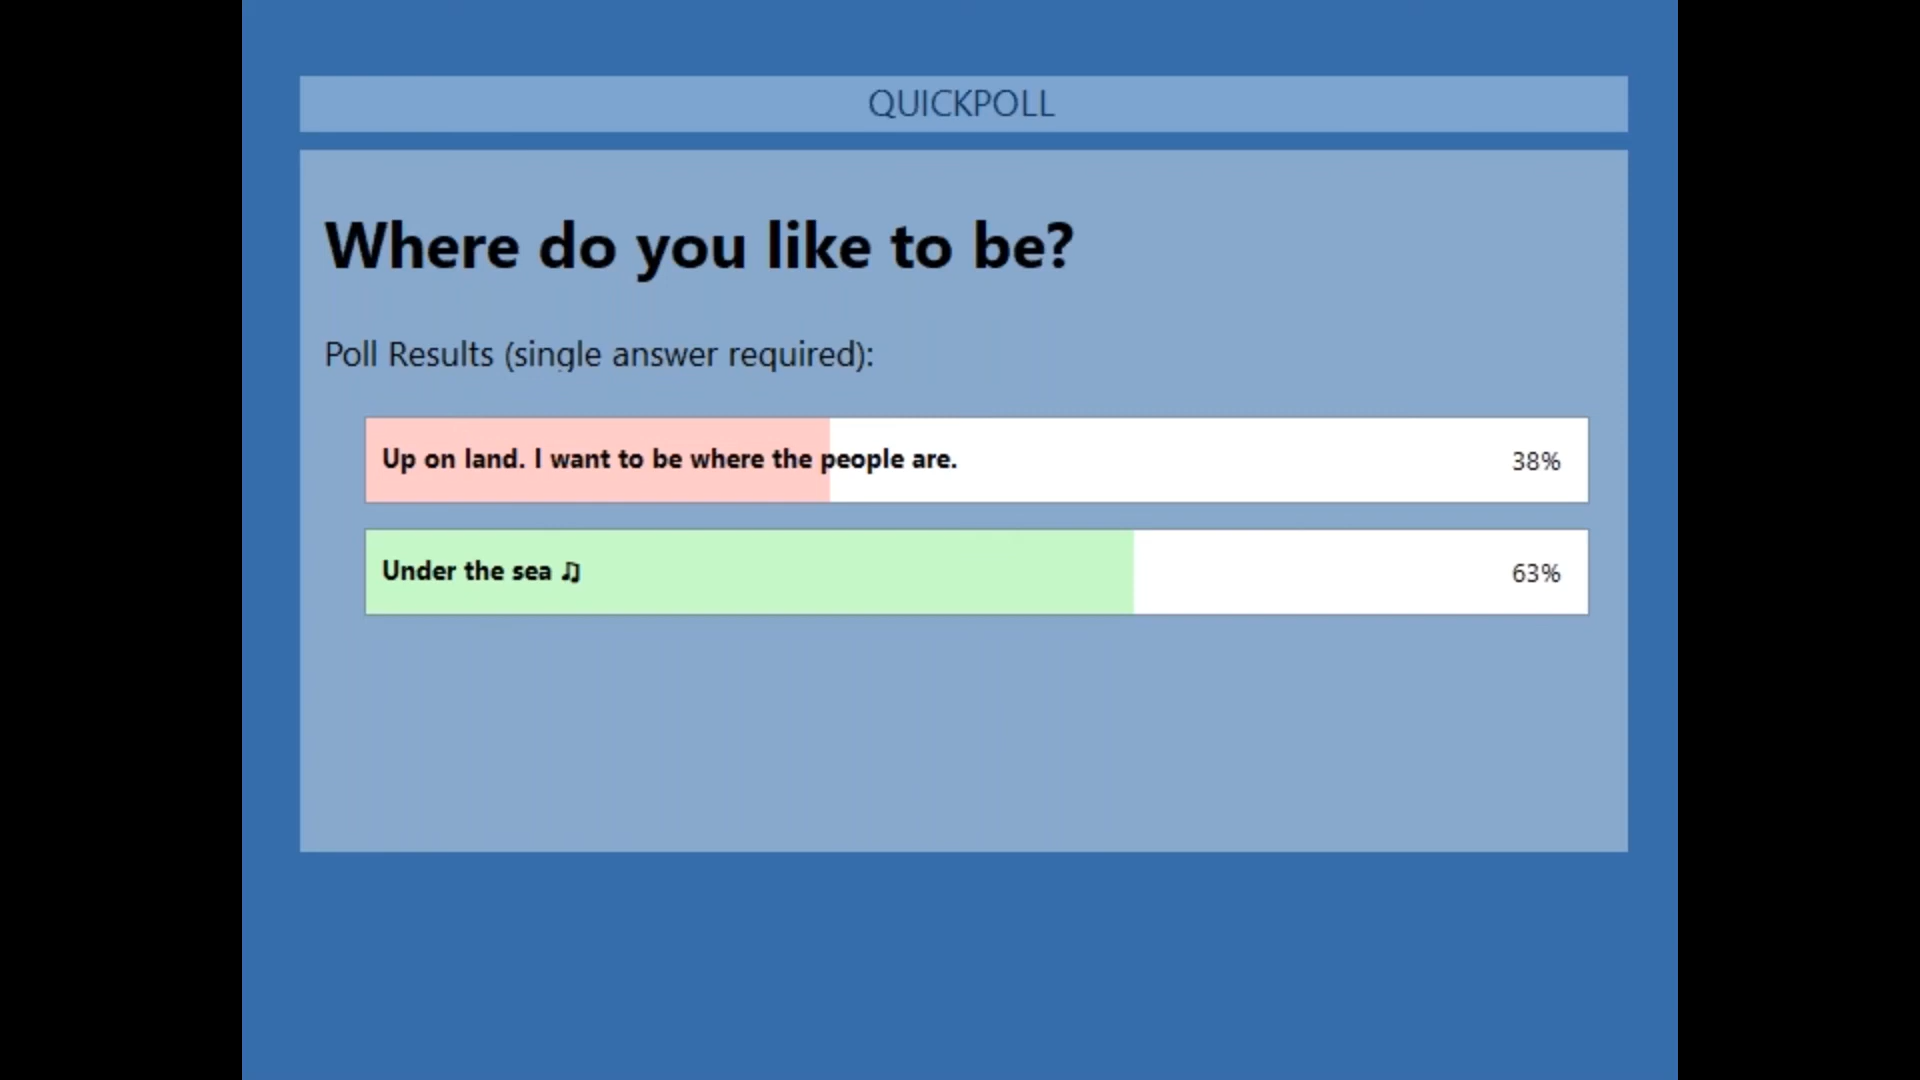 QUICKPOLL
Where do you like to be?
Poll Results (single answer required):
Up on land. I want to be where the people are. 38%
Under the sea ♫ 63%